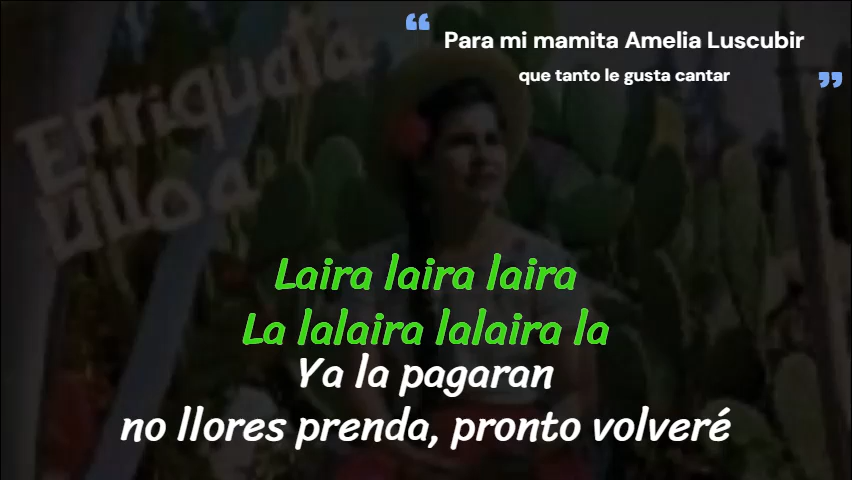 “
Para mi mamita Amelia Luscubir
que tanto le gusta cantar
”
Enriqueta
Ulloa
Laira laira laira
La lalaira lalaira la
Ya la pagaran
no llores prenda, pronto volveré